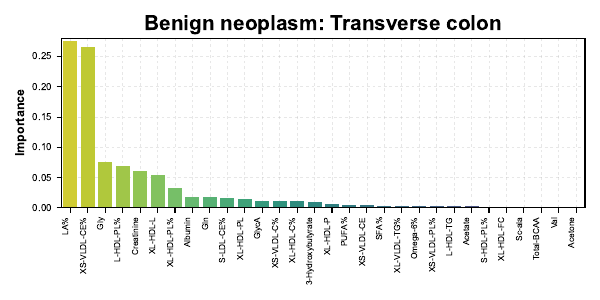 Benign neoplasm: Transverse colon
Importance
0.25
0.20
0.15
0.10
0.05
0.00
LA%
XS-VLDL-CE%
Gly
L-HDL-PL%
Creatinine
XL-HDL-L
XL-HDL-PL%
Albumin
Gln
S-LDL-CE%
XL-HDL-PL
GlycA
XS-VLDL-C%
XL-HDL-C%
3-Hydroxybutyrate
XL-HDL-P
PUFA%
XS-VLDL-CE
SFA%
XL-VLDL-TG%
Omega-6%
XS-VLDL-PL%
L-HDL-TG
Acetate
S-HDL-PL%
XL-HDL-FC
Sc-ala
Total-BCAA
Val
Acetone